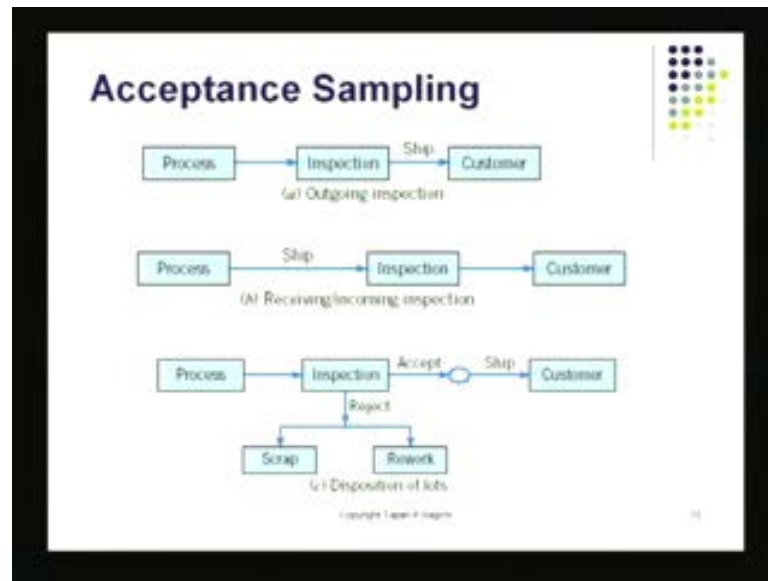 Acceptance Sampling
Process Inspection Ship Customer
(a) Outgoing inspection
Process Ship Inspection Customer
(b) Receiving/incoming inspection
Process Inspection Accept Ship Customer
Reject
Scrap Rework
(c) Disposition of lots
Copyright